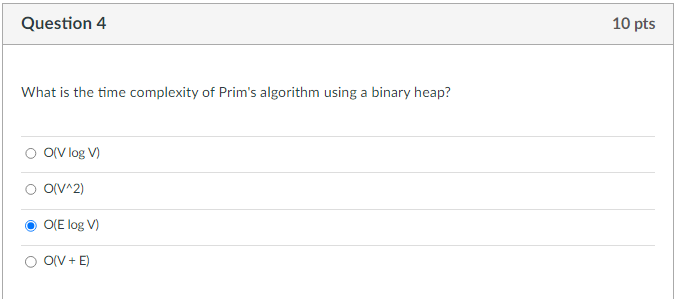 Question 4 10 pts
What is the time complexity of Prim's algorithm using a binary heap?
O(V log V)
O(V^2)
O(E log V)
O(V + E)